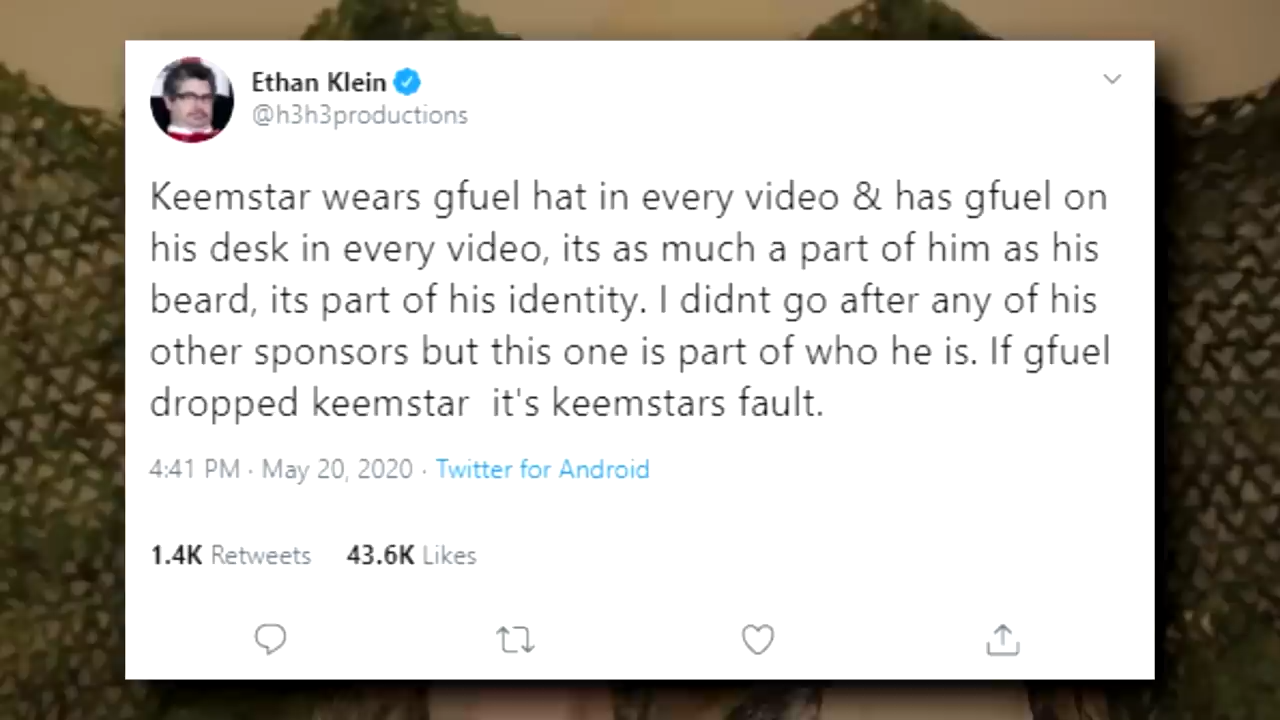 Ethan Klein
@h3h3productions
Keemstar wears gfuel hat in every video & has gfuel on
his desk in every video, its as much a part of him as his
beard, its part of his identity. I didnt go after any of his
other sponsors but this one is part of who he is. If gfuel
dropped keemstar  it's keemstars fault.
4:41 PM · May 20, 2020 · Twitter for Android
1.4K Retweets 43.6K Likes